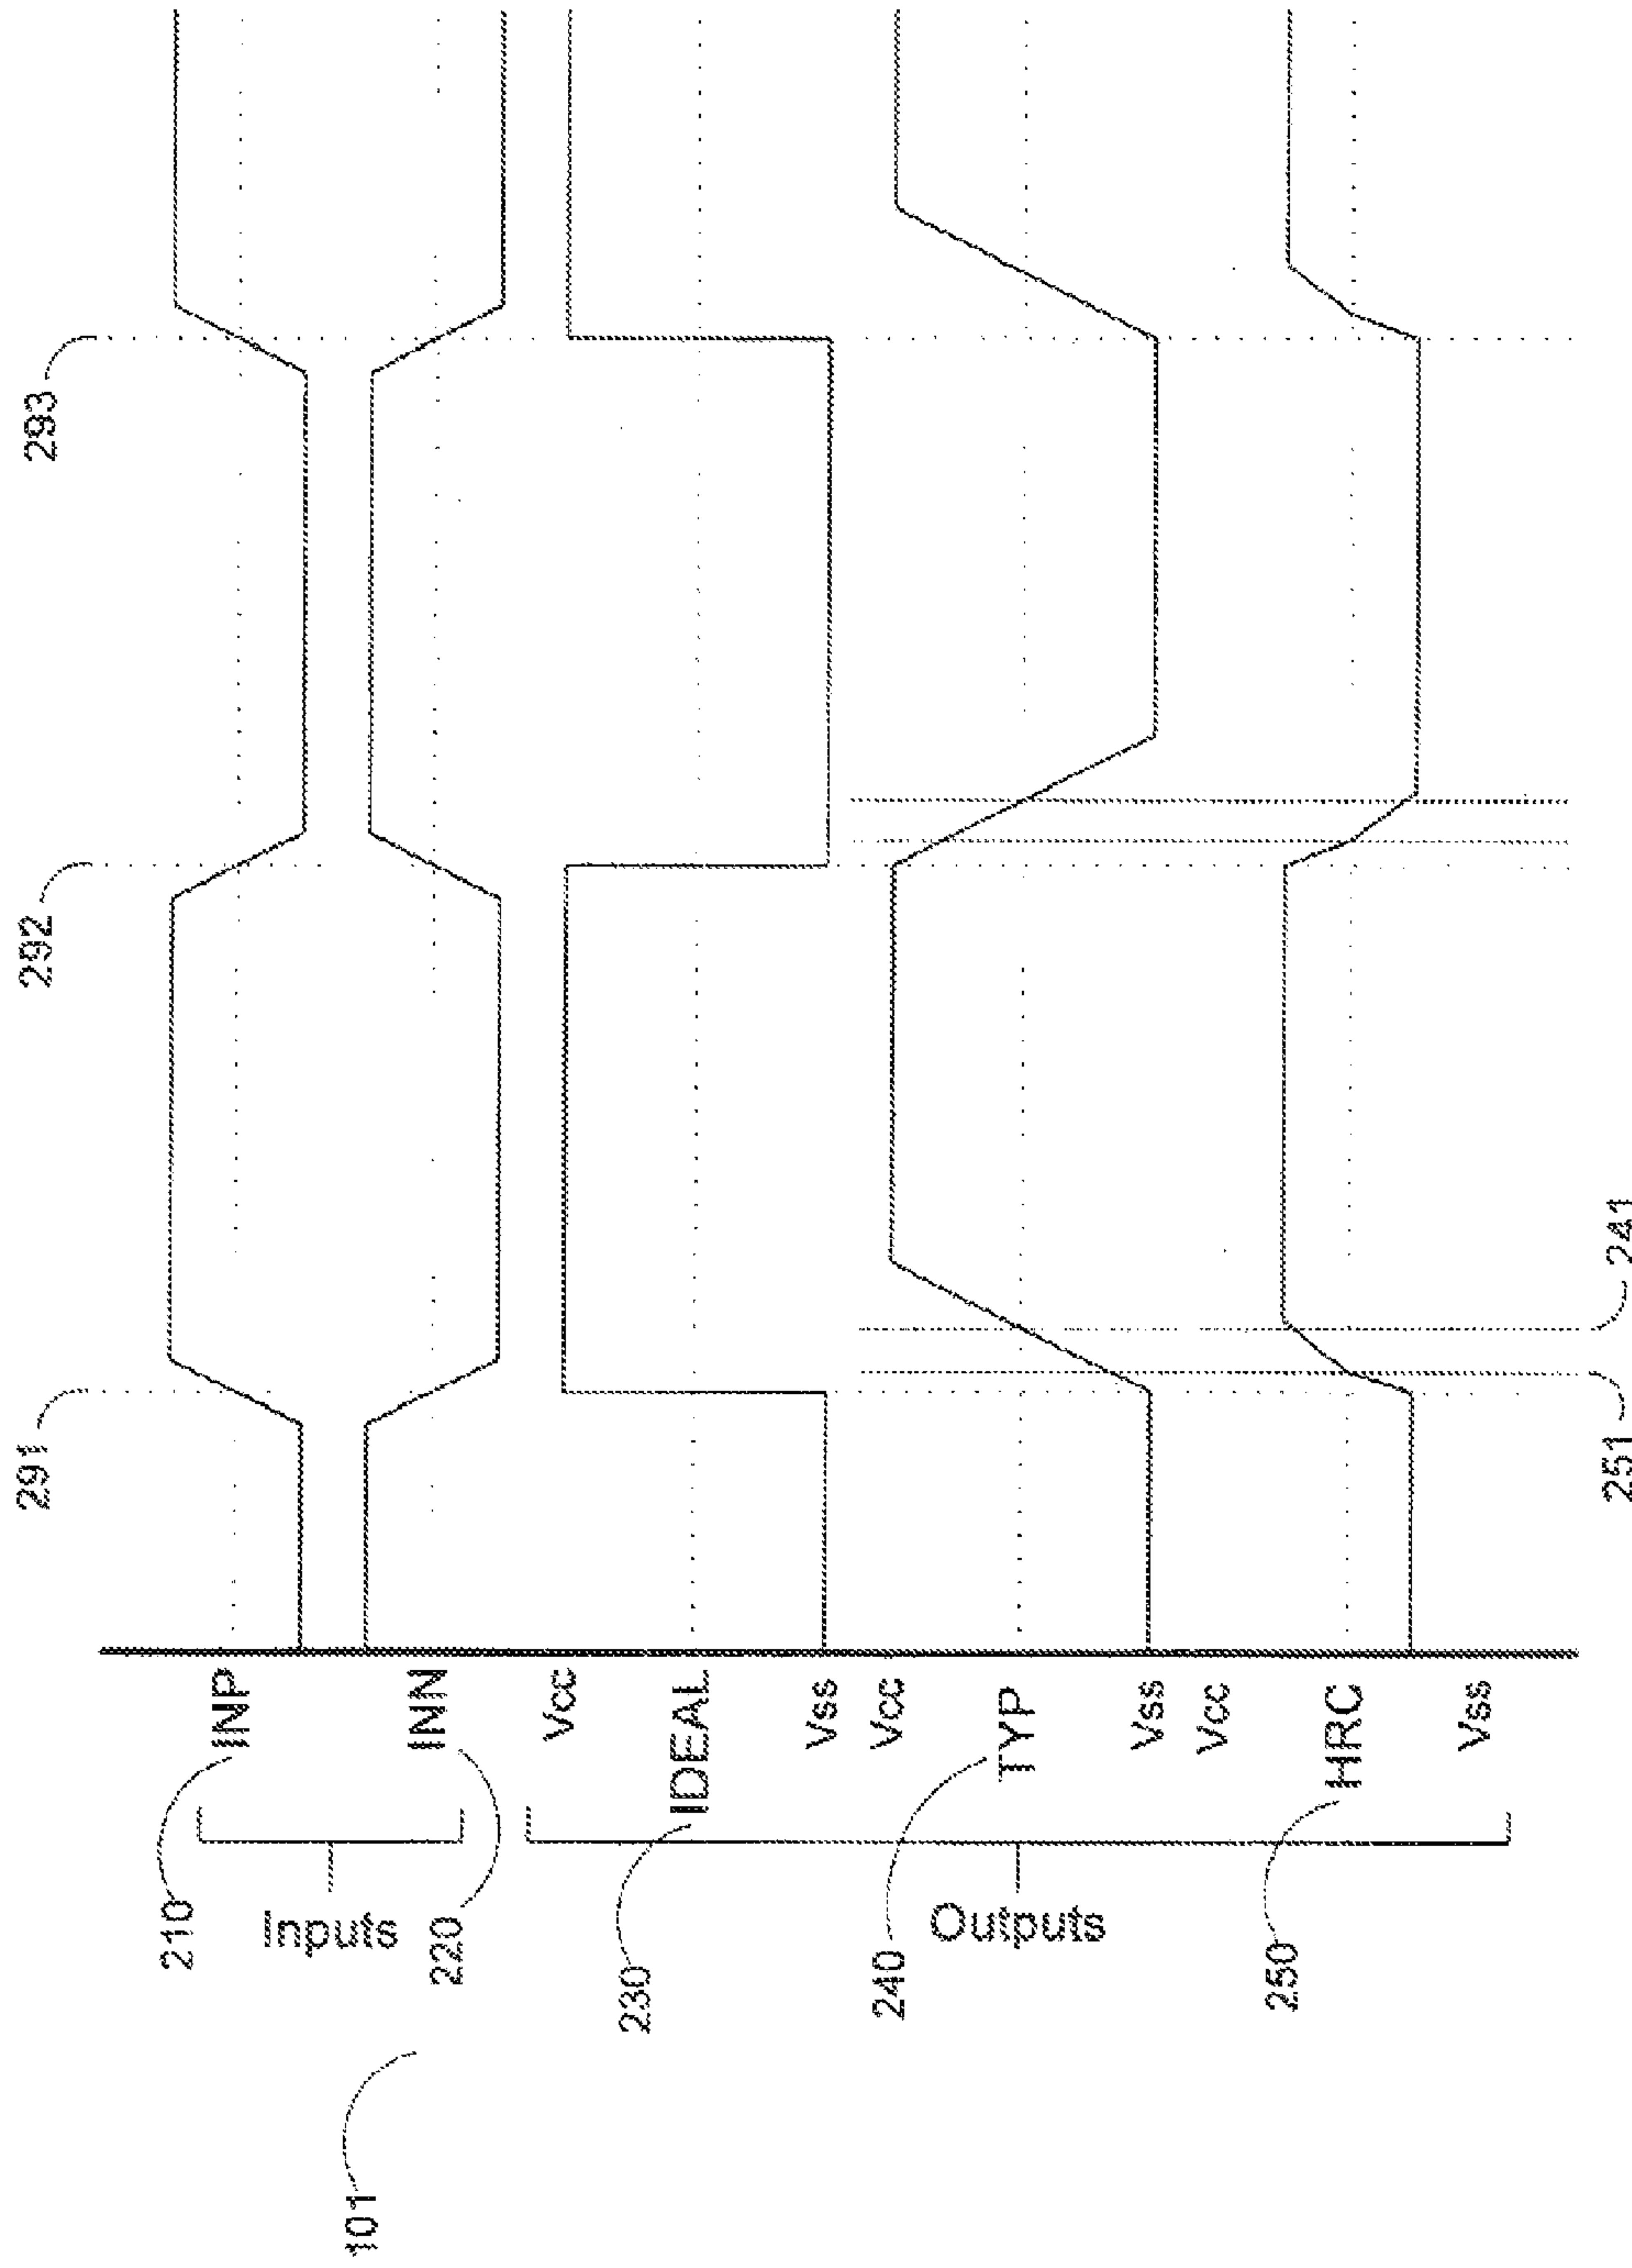 291
292
293
210
INP
Inputs
INN
220
Vcc
230
IDEAL
Vss
Vcc
240
TYP
Outputs
Vss
Vcc
250
HRC
Vss
251
241
101